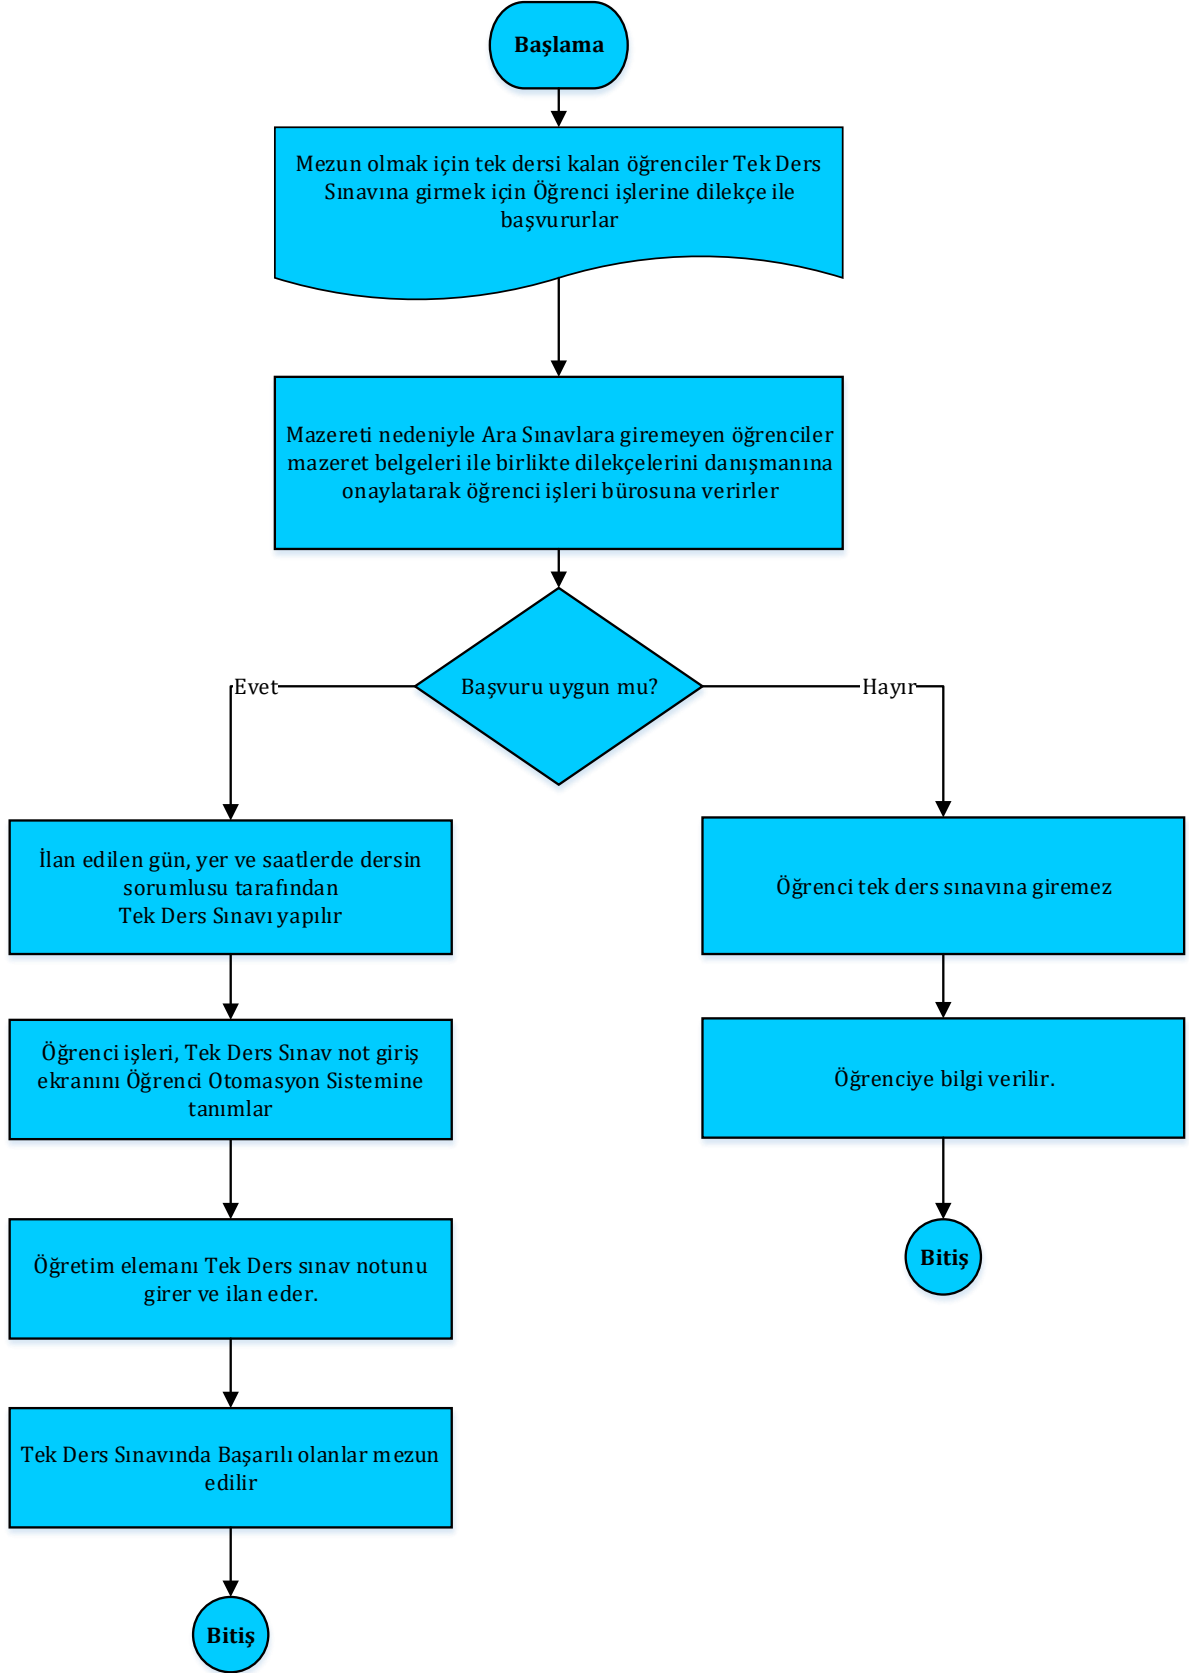 Başlama
Mezun olmak için tek dersi kalan öğrenciler Tek Ders
Sınavına girmek için Öğrenci işlerine dilekçe ile
başvururlar
Mazereti nedeniyle Ara Sınavlara giremeyen öğrenciler
mazeret belgeleri ile birlikte dilekçelerini danışmanına
onaylatarak öğrenci işleri bürosuna verirler
Başvuru uygun mu?
Evet
Hayır
İlan edilen gün, yer ve saatlerde dersin
sorumlusu tarafından
Tek Ders Sınavı yapılır
Öğrenci işleri, Tek Ders Sınav not giriş
ekranını Öğrenci Otomasyon Sistemine
tanımlar
Öğretim elemanı Tek Ders sınav notunu
girer ve ilan eder.
Tek Ders Sınavında Başarılı olanlar mezun
edilir
Bitiş
Öğrenci tek ders sınavına giremez
Öğrenciye bilgi verilir.
Bitiş